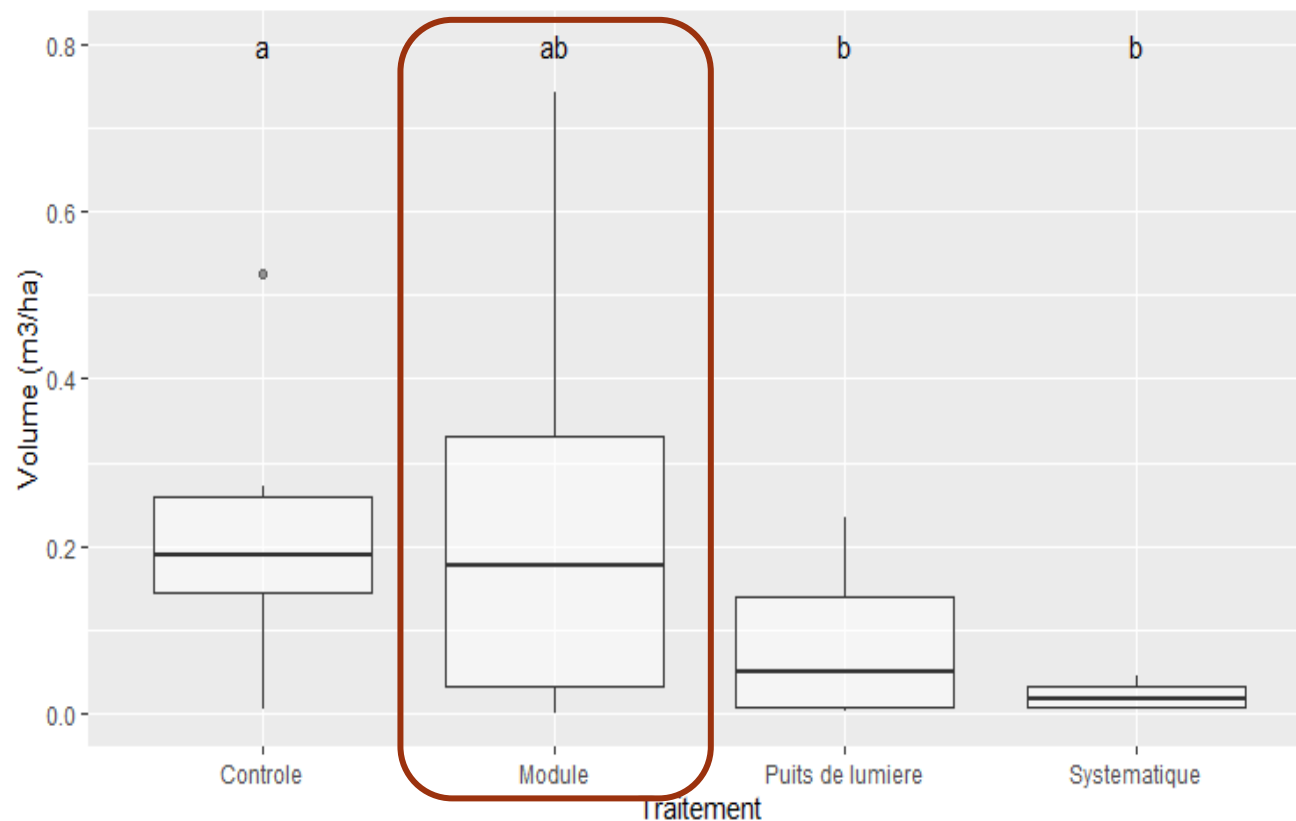 a ab b b
0.8
0.6
0.4
0.2
0.0
Volume (m3/ha)
Controle Module Puits de lumiere Systematique
Traitement